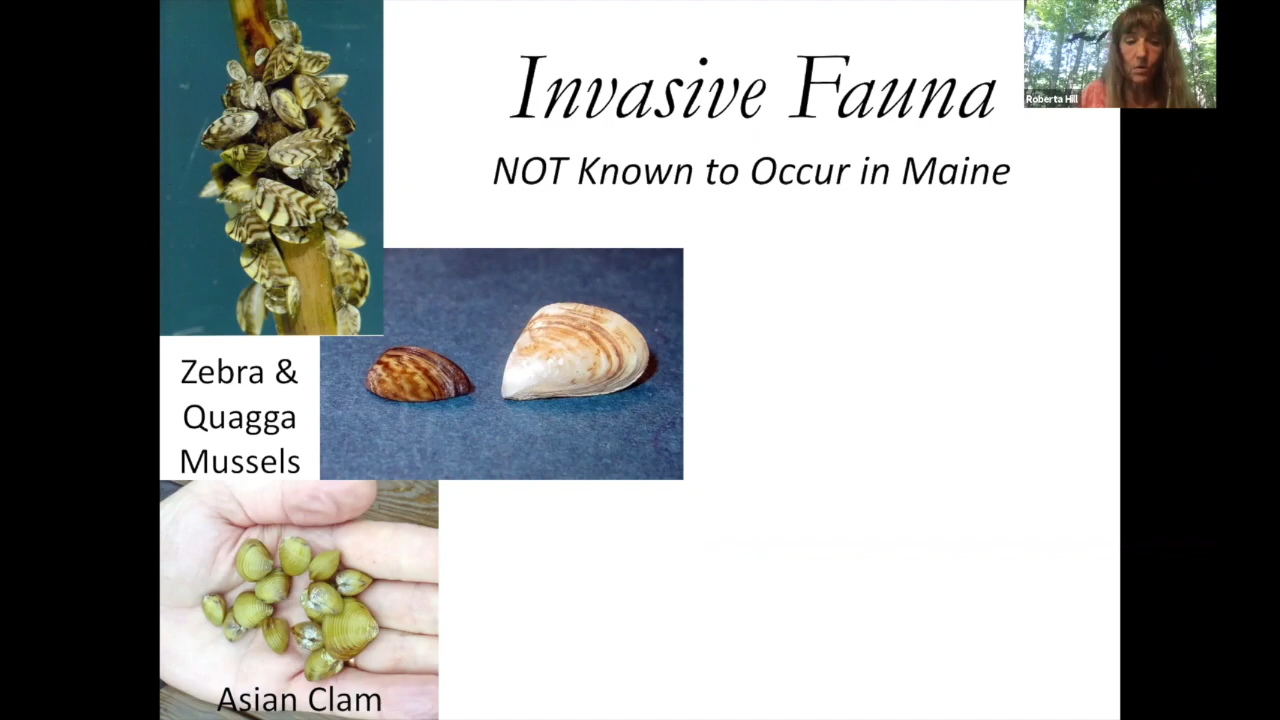 Invasive Fauna
NOT Known to Occur in Maine
Roberta Hill
Zebra &
Quagga
Mussels
Asian Clam